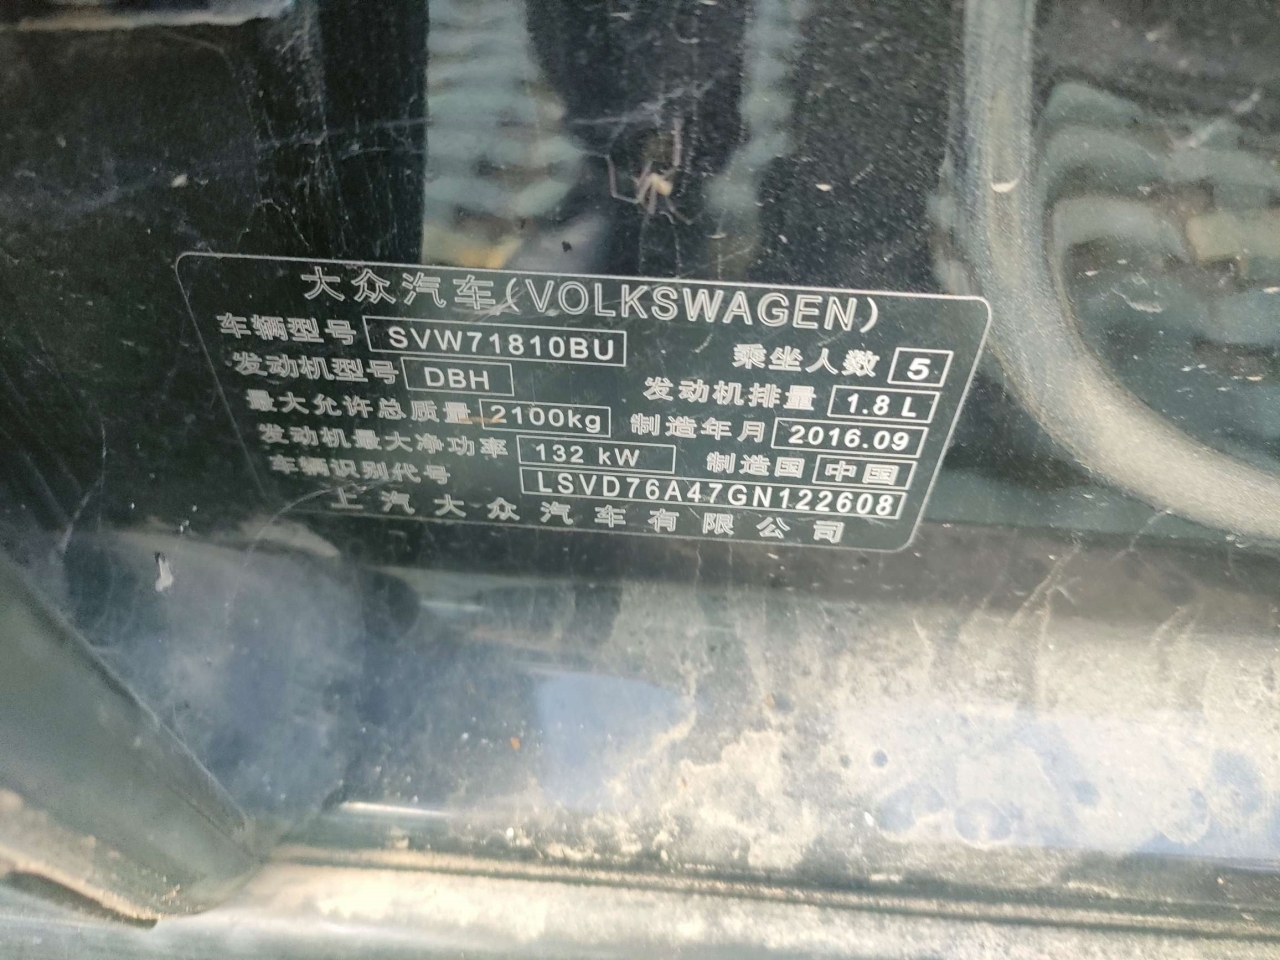 大众汽车(VOLKSWAGEN)
车辆型号 SVW71810BU 乘坐人数 5
发动机型号 DBH 发动机排量 1.8 L
最大允许总质量 2100kg 制造年月 2016.09
发动机最大净功率 132 kW 制造国 中国
车辆识别代号 LSVD76A47GN122608
上汽大众汽车有限公司